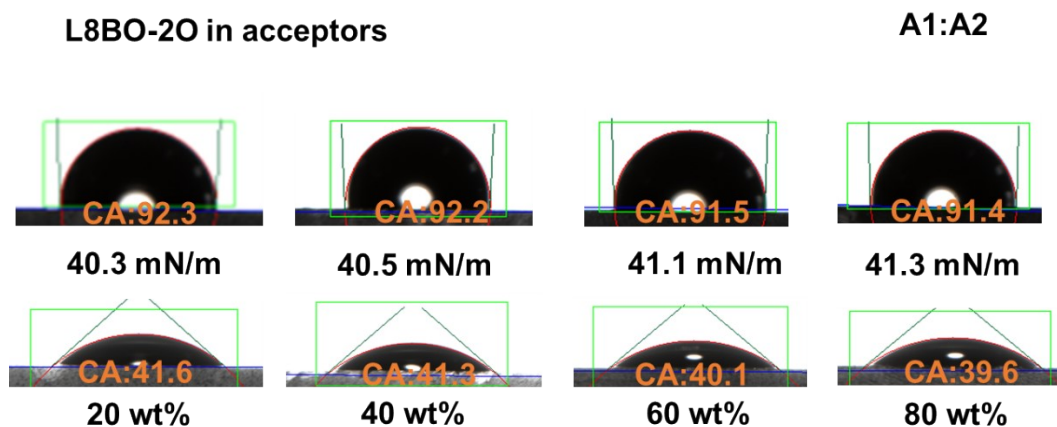 L8BO-2O in acceptors
A1:A2
CA:92.3
CA:92.2
CA:91.5
CA:91.4
40.3 mN/m
40.5 mN/m
41.1 mN/m
41.3 mN/m
CA:41.6
CA:41.3
CA:40.1
CA:39.6
20 wt%
40 wt%
60 wt%
80 wt%